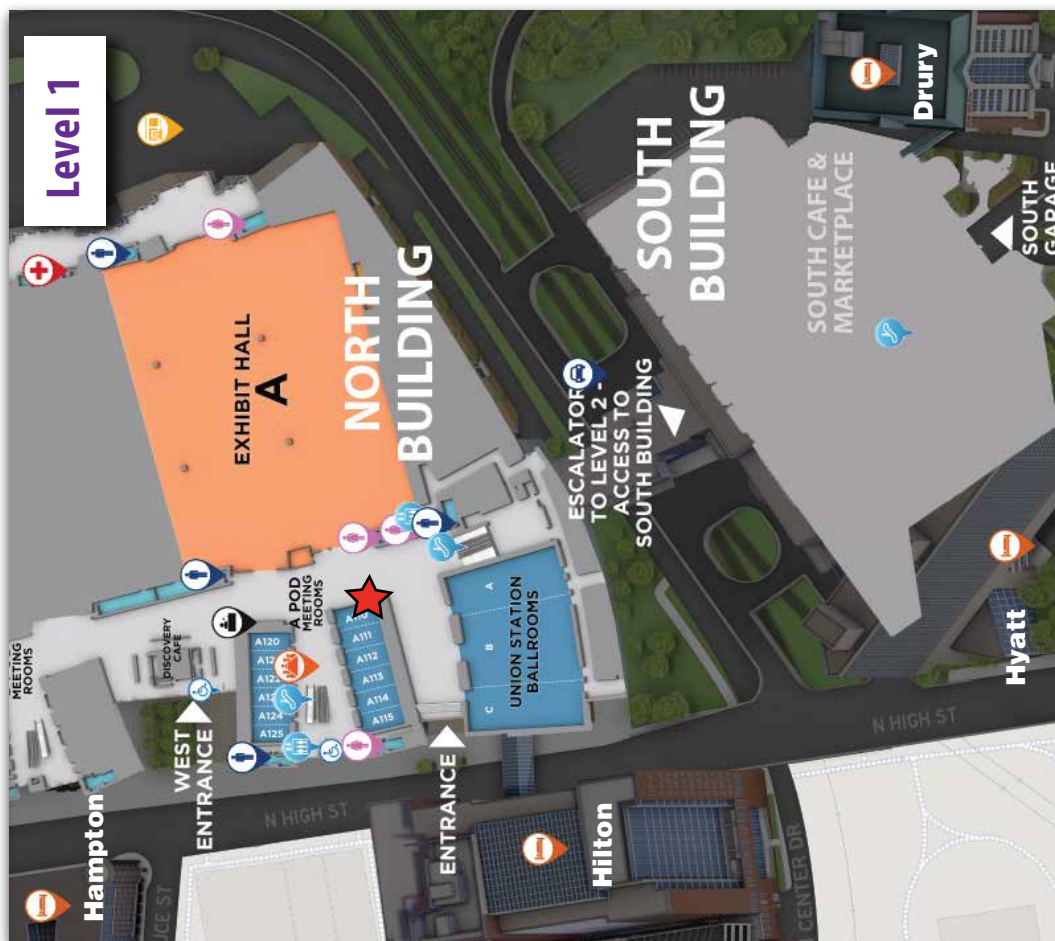 Level 1
Drury
SOUTH
BUILDING
SOUTH CAFE &
MARKETPLACE
SOUTH
GARAGE
EXHIBIT HALL
A
NORTH
BUILDING
ESCALATOR
TO LEVEL 2 -
ACCESS TO
SOUTH BUILDING
MEETING
ROOMS
DISCOVERY
CAFE
A POD
MEETING
ROOMS
A120
A124
A125
A111
A112
A113
A114
A115
A
B
C
UNION STATION
BALLROOMS
WEST
ENTRANCE
ENTRANCE
Hyatt
N HIGH ST
N HIGH ST
Hampton
Hilton
CENTER DR